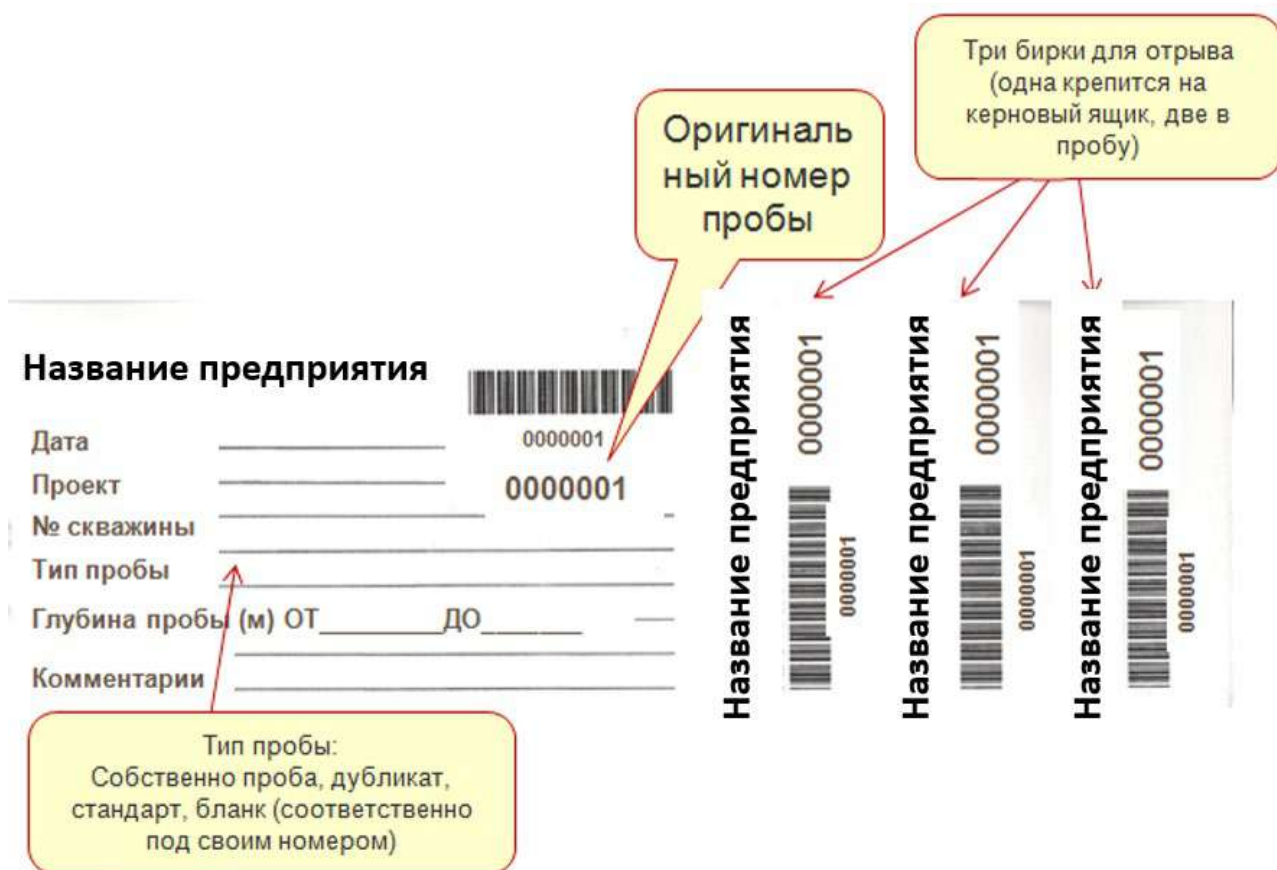 Три бирки для отрыва
(одна крепится на
керновый ящик, две в
пробу)
Оригиналь
ный номер
пробы
Название предприятия
0000001
Дата
0000001
Проект
№ скважины
Тип пробы
Глубина пробы (м) ОТ_________ДО_______
Комментарии
Название предприятия
0000001
0000001
Название предприятия
0000001
0000001
Название предприятия
0000001
0000001
Тип пробы:
Собственно проба, дубликат,
стандарт, бланк (соответственно
под своим номером)